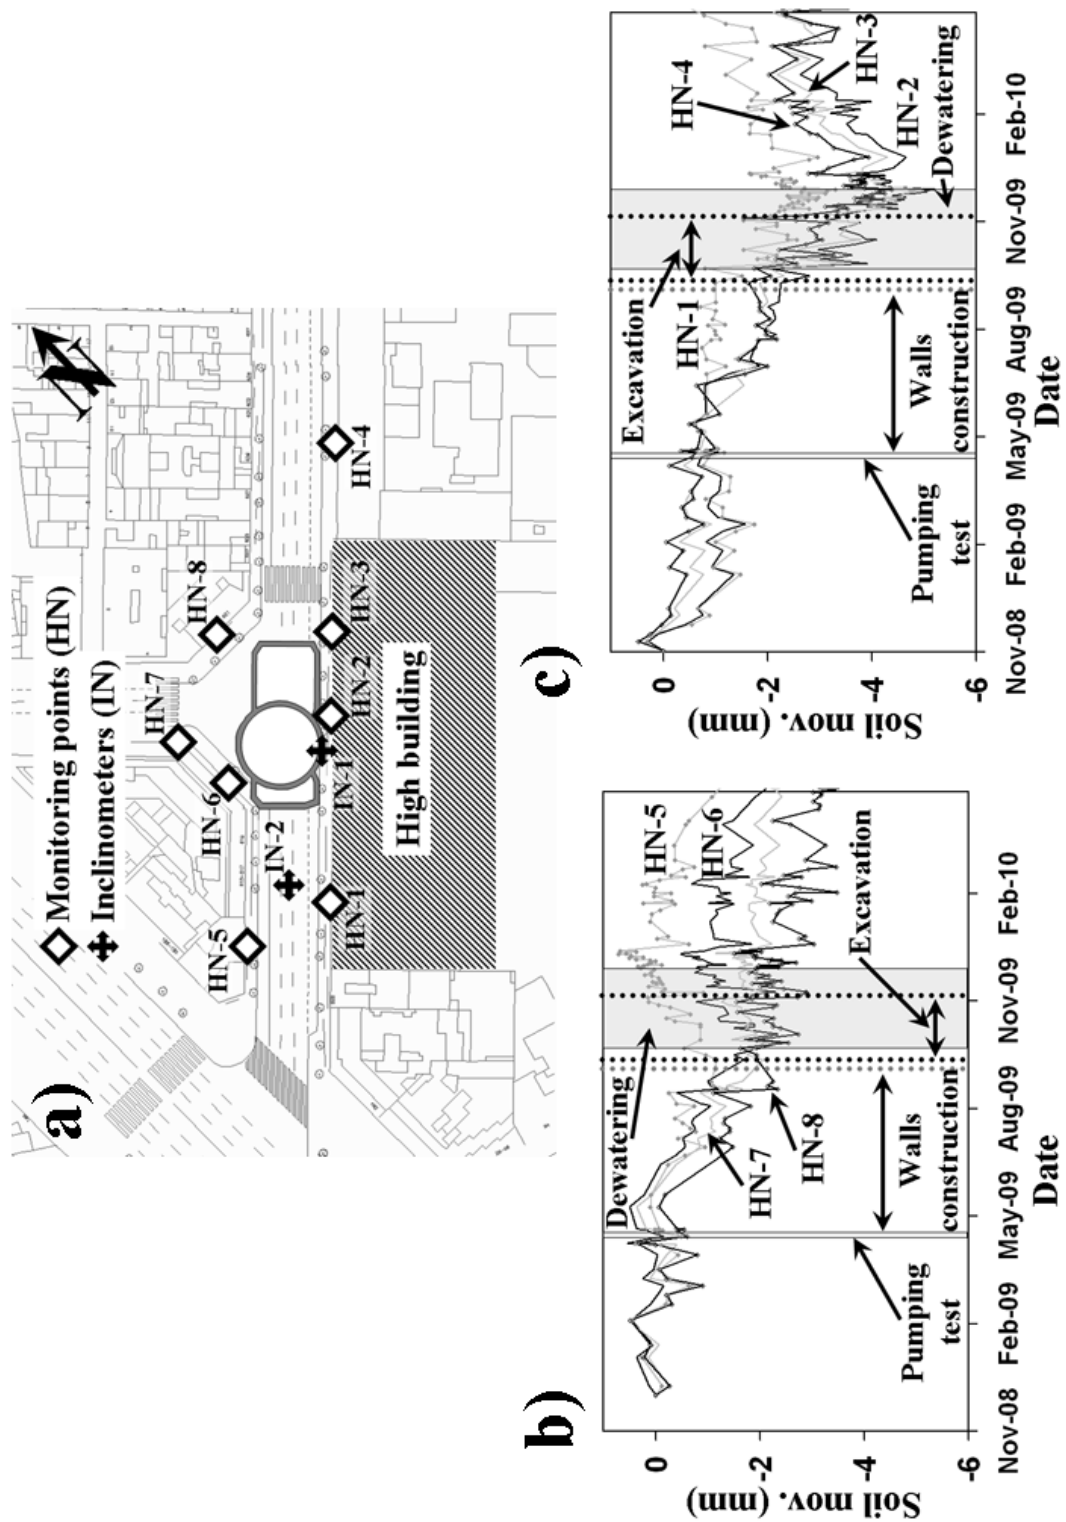 a)
Monitoring points (HN)
Inclinometers (IN)
HN-7
HN-8
HN-6
HN-5
IN-2
IN-1
HN-2
HN-3
HN-4
HN-1
High building
N
b)
Soil mov. (mm)
0
-2
-4
-6
Dewatering
HN-5
HN-6
HN-7
HN-8
Excavation
Pumping
test
Walls
construction
Nov-08
Feb-09
May-09
Aug-09
Nov-09
Feb-10
Date
c)
Soil mov. (mm)
0
-2
-4
-6
Excavation
HN-1
HN-4
HN-3
HN-2
Dewatering
Pumping
test
Walls
construction
Nov-08
Feb-09
May-09
Aug-09
Nov-09
Feb-10
Date